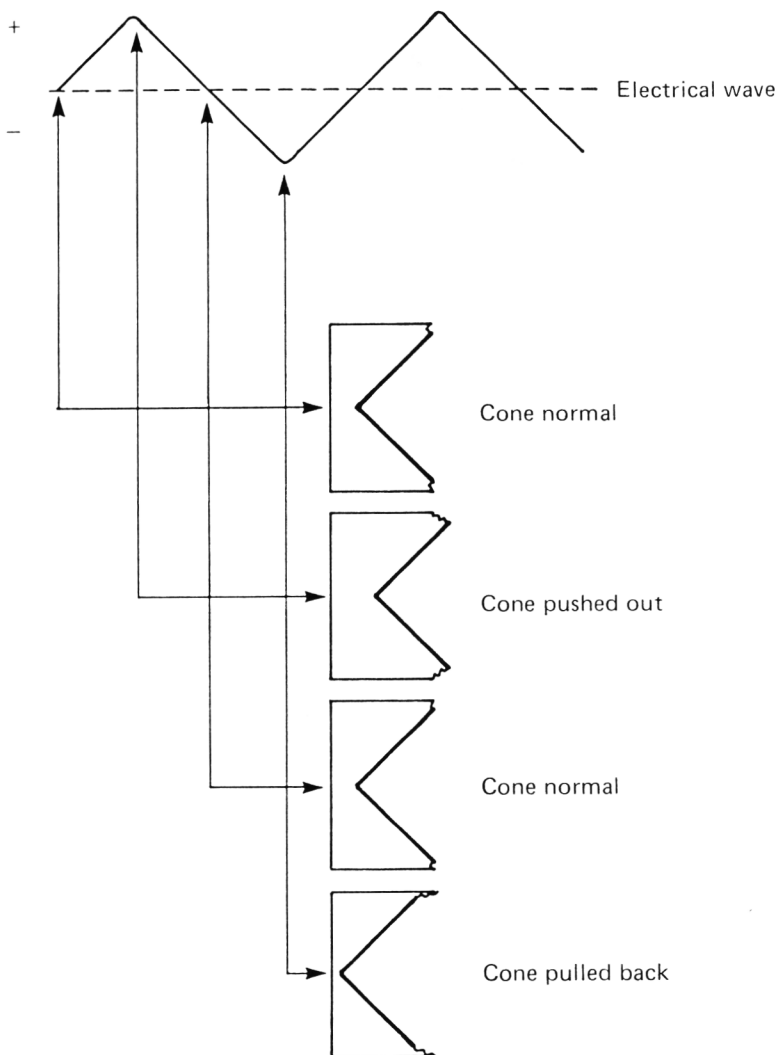 +
Electrical wave
−
Cone normal
Cone pushed out
Cone normal
Cone pulled back